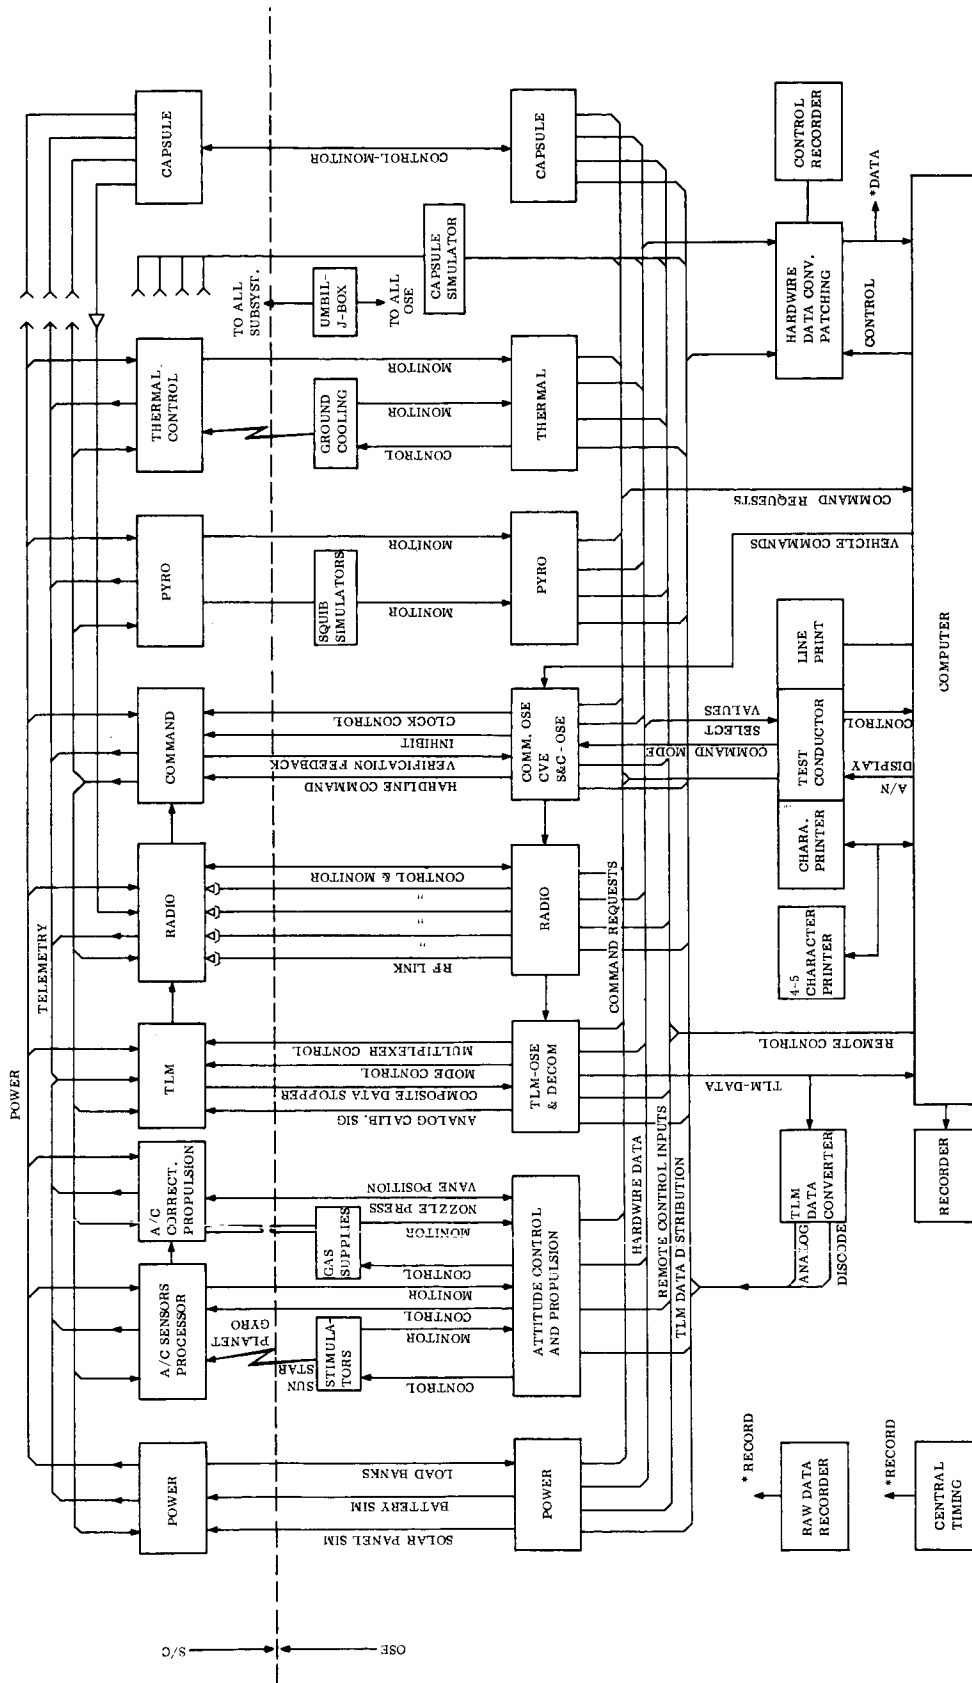 POWER
TELEMETRY
POWER
A/C SENSORS
PROCESSOR
A/C
CORRECT.
PROPULSION
TLM
RADIO
COMMAND
PYRO
THERMAL.
CONTROL
CAPSULE
S/C
OSE
SOLAR PANEL SIM
BATTERY SIM
LOAD BANKS
SUN
STAR
PLANET
GYRO
STIMULA-
TORS
CONTROL
MONITOR
CONTROL
MONITOR
GAS
SUPPLIES
CONTROL
MONITOR
NOZZLE PRESS
VANE POSITION
ANALOG CALIB. SIG
COMPOSITE DATA STOPPER
MODE CONTROL
MULTIPLEXER CONTROL
RF LINK
"
"
"
CONTROL & MONITOR
HARDLINE COMMAND
VERIFICATION FEEDBACK
INHIBIT
CLOCK CONTROL
SQUIB
SIMULATORS
MONITOR
MONITOR
GROUND
COOLING
CONTROL
MONITOR
MONITOR
TO ALL
SUBSYST.
UMBIL-
J-BOX
TO ALL
OSE
CAPSULE
SIMULATOR
CONTROL-MONITOR
POWER
ATTITUDE CONTROL
AND PROPULSION
TLM-OSE
& DECOM
RADIO
COMM. OSE
CVE
S&C - OSE
PYRO
THERMAL
CAPSULE
COMMAND REQUESTS
HARDWIRE DATA
REMOTE CONTROL INPUTS
TLM DATA DISTRIBUTION
*RECORD
RAW DATA
RECORDER
*RECORD
CENTRAL
TIMING
ANALOG
DISCODE
TLM
DATA
CONVERTER
TLM-DATA
RECORDER
REMOTE CONTROL
4-5
CHARACTER
PRINTER
CHARA.
PRINTER
TEST
CONDUCTOR
LINE
PRINT
A/N
DISPLAY
CONTROL
COMMAND MODE
SELECT
VALUES
VEHICLE COMMANDS
COMMAND REQUESTS
HARDWIRE
DATA CONV.
PATCHING
CONTROL
RECORDER
CONTROL
*DATA
COMPUTER